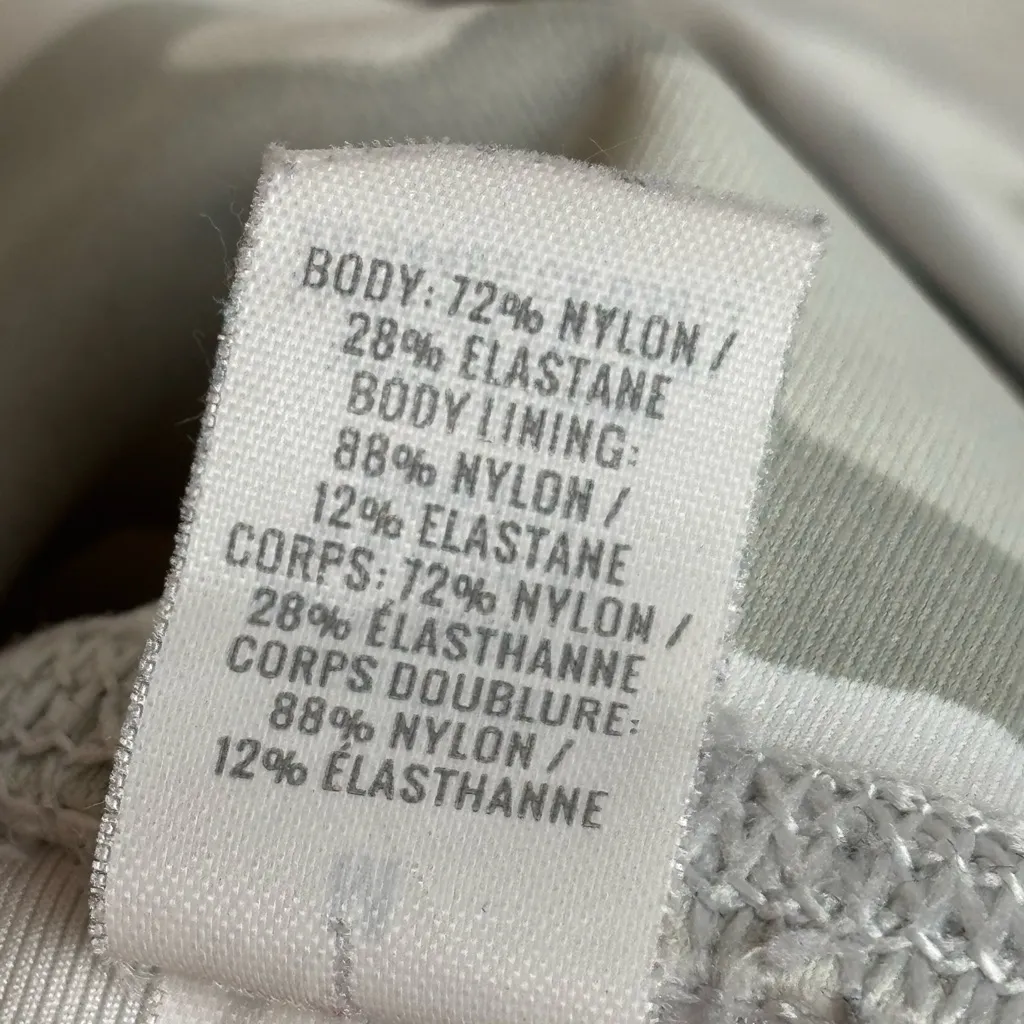 BODY: 72% NYLON /
28% ELASTANE
BODY LINING:
88% NYLON /
12% ELASTANE
CORPS: 72% NYLON /
28% ÉLASTHANNE
CORPS DOUBLURE:
88% NYLON /
12% ÉLASTHANNE